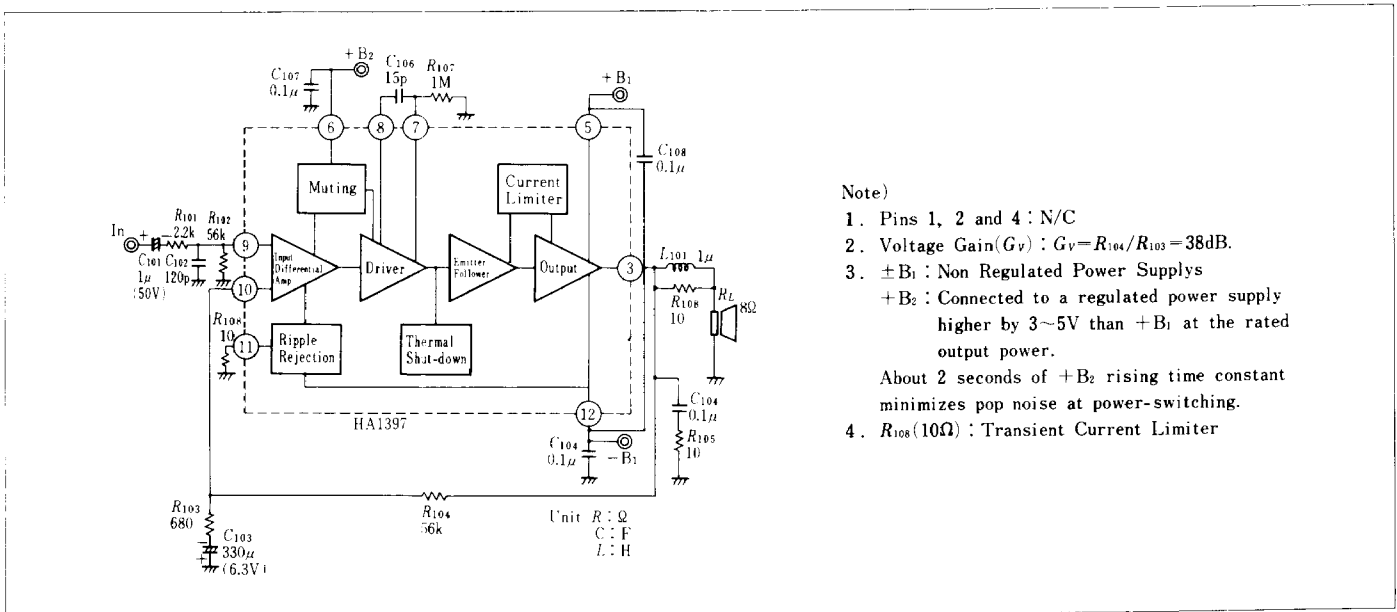 +B2
C106
15p
R107
1M
C107
0.1μ
+B1
6
8
7
5
C108
0.1μ
Muting
Current
Limiter
In
+
−
R101
2.2k
R102
56k
C101
1μ
(50V)
C102
120p
9
Input
Differential
Amp
Driver
Emitter
Follower
Output
3
L101
1μ
R108
10
RL
8Ω
10
R108
10
11
Ripple
Rejection
Thermal
Shut-down
12
HA1397
C104
0.1μ
−B1
C104
0.1μ
R105
10
R103
680
R104
56k
−
+
C103
330μ
(6.3V)
Unit R : Ω
C : F
L : H
Note)
1. Pins 1, 2 and 4 : N/C
2. Voltage Gain(GV) : GV=R104/R103=38dB.
3. ±B1 : Non Regulated Power Supplys
+B2 : Connected to a regulated power supply
higher by 3~5V than +B1 at the rated
output power.
About 2 seconds of +B2 rising time constant
minimizes pop noise at power-switching.
4. R108(10Ω) : Transient Current Limiter